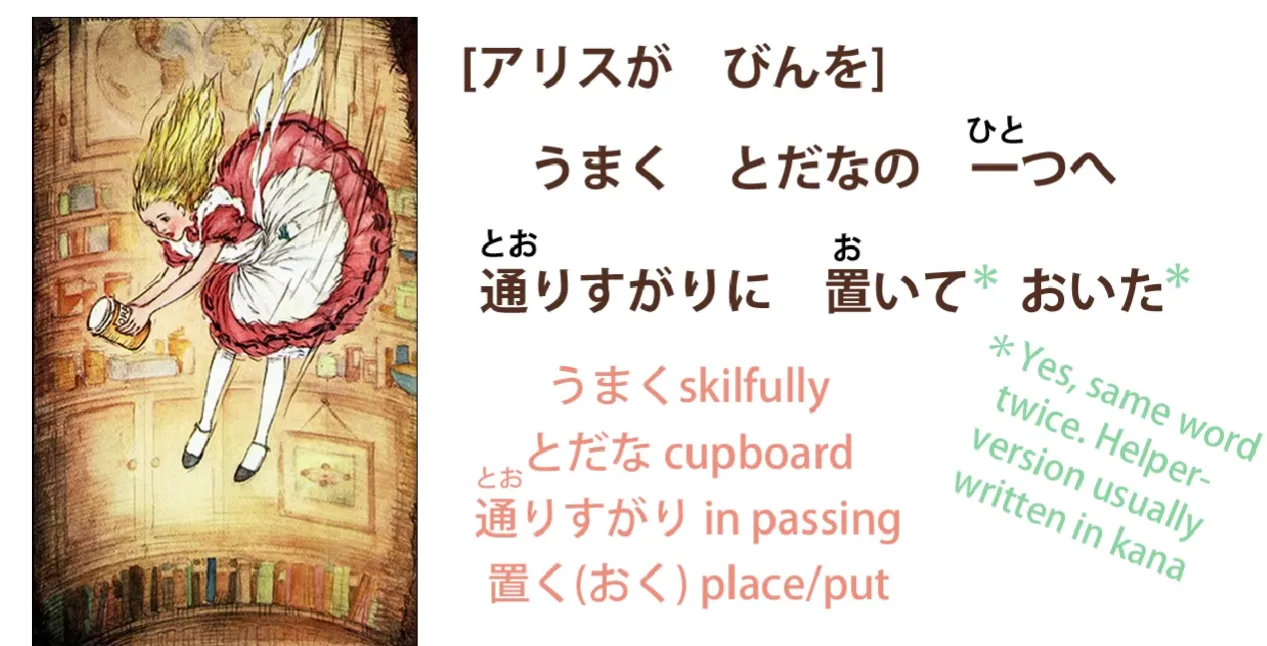 [アリスが　びんを]
ひと
うまく　とだなの　一つへ
とお　お
通りすがりに　置いて* おいた*
うまくskilfully
とだな cupboard
とお
通りすがり in passing
置く(おく) place/put
*Yes, same word
twice. Helper-
version usually
written in kana